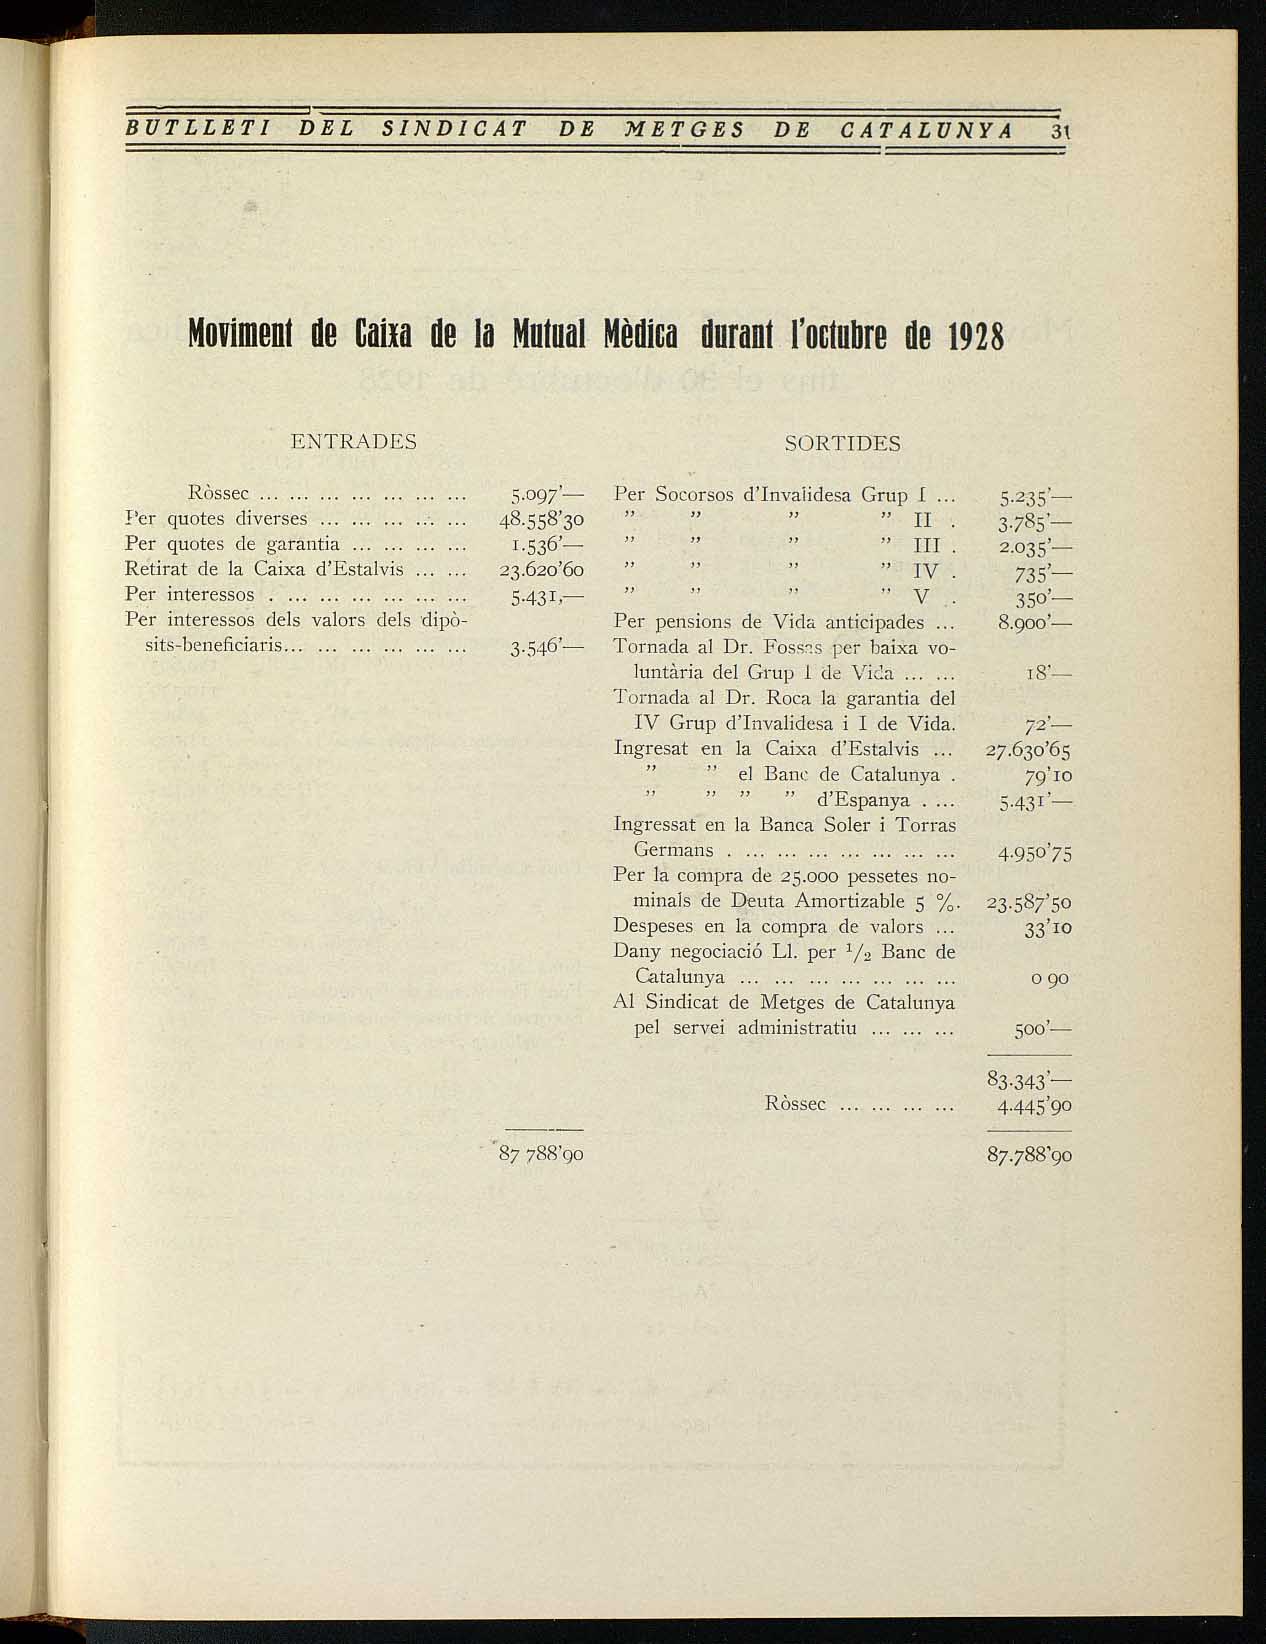 BUTLLETI DEL SINDICAT DE METGES DE CATALUNYA 31
Moviment de Caixa de la Mutual Mèdica durant l'octubre de 1928
ENTRADES
Ròssec ... ... ... ... ... ... ... 5.097'—
Per quotes diverses ... ... ... ... ... 48.558'30
Per quotes de garantia ... ... ... ... 1.536'—
Retirat de la Caixa d'Estalvis ... ... 23.620'60
Per interessos . ... ... ... ... ... ... 5.431,—
Per interessos dels valors dels dipò-
sits-beneficiaris... ... ... ... ... ... 3.546'—
87 788'90
SORTIDES
Per Socorsos d'Invalidesa Grup I ... 5.235'—
" " " " II . 3.785'—
" " " " III . 2.035'—
" " " " IV . 735'—
" " " " V . . 350'—
Per pensions de Vida anticipades ... 8.900'—
Tornada al Dr. Fossas per baixa vo-
luntària del Grup I de Vida ... ... 18'—
Tornada al Dr. Roca la garantia del
IV Grup d'Invalidesa i I de Vida. 72'—
Ingresat en la Caixa d'Estalvis ... 27.630'65
" " el Banc de Catalunya . 79'10
" " " " d'Espanya . ... 5.431'—
Ingressat en la Banca Soler i Torras
Germans . ... ... ... ... ... ... ... 4.950'75
Per la compra de 25.000 pessetes no-
minals de Deuta Amortizable 5 %. 23.587'50
Despeses en la compra de valors ... 33'10
Dany negociació Ll. per 1/2 Banc de
Catalunya ... ... ... ... ... ... ... 0 90
Al Sindicat de Metges de Catalunya
pel servei administratiu ... ... ... 500'—
83.343'—
Ròssec ... ... ... ... 4.445'90
87.788'90